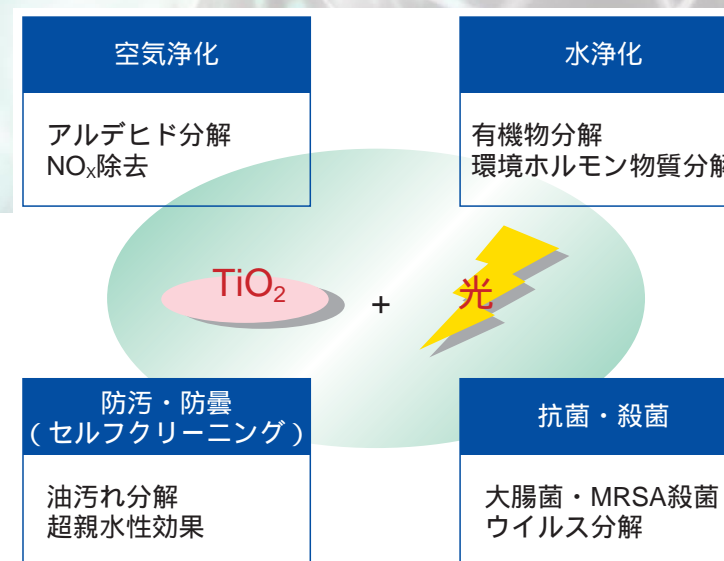 空気浄化
アルデヒド分解
NOx除去
水浄化
有機物分解
環境ホルモン物質分解
TiO2
+
光
防汚・防曇
(セルフクリーニング)
油汚れ分解
超親水性効果
抗菌・殺菌
大腸菌・MRSA殺菌
ウイルス分解